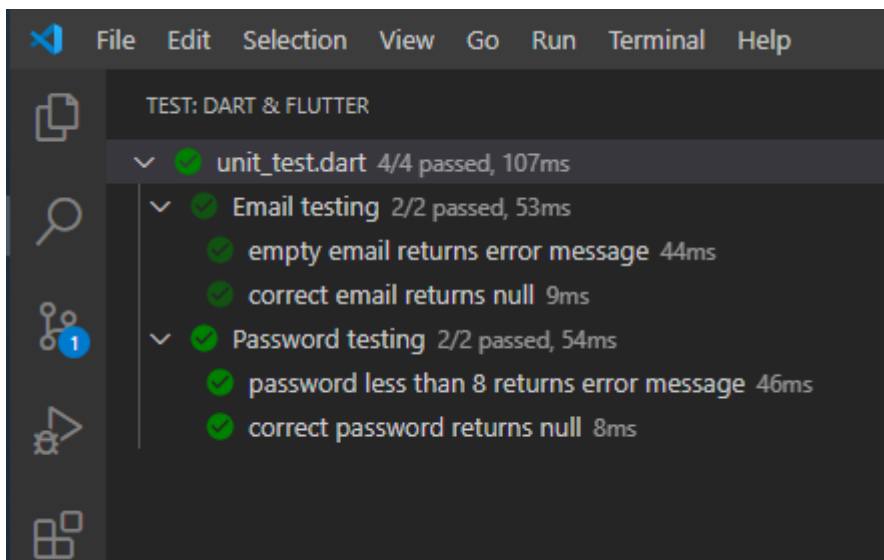 File Edit Selection View Go Run Terminal Help
TEST: DART & FLUTTER
unit_test.dart 4/4 passed, 107ms
Email testing 2/2 passed, 53ms
empty email returns error message 44ms
correct email returns null 9ms
1
Password testing 2/2 passed, 54ms
password less than 8 returns error message 46ms
correct password returns null 8ms